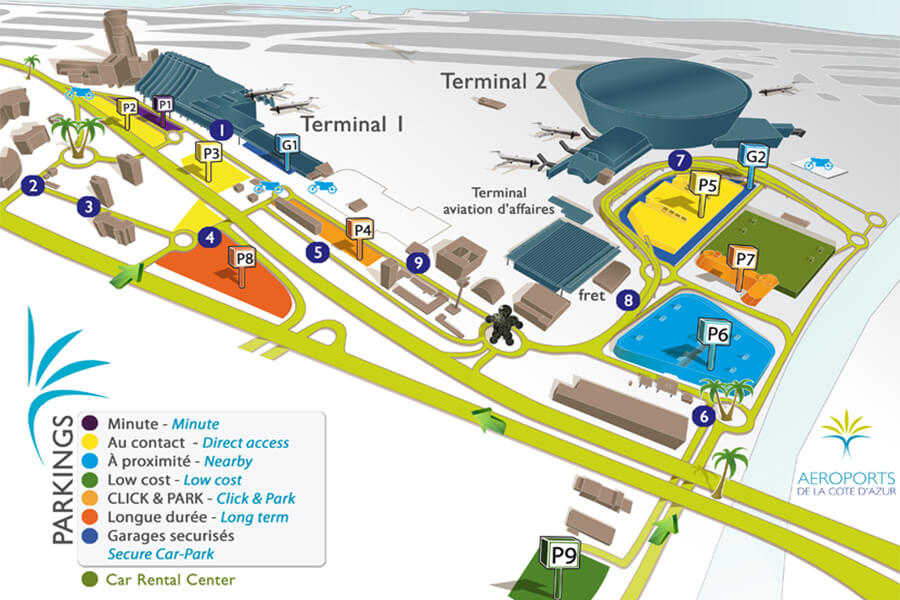 Terminal 2
P2
P1
1
Terminal 1
G1
P3
7
G2
2
P5
3
Terminal
aviation d'affaires
4
5
P4
9
P8
P7
fret
8
P6
6
PARKINGS
Minute - Minute
Au contact - Direct access
À proximité - Nearby
Low cost - Low cost
CLICK & PARK - Click & Park
Longue durée - Long term
Garages securisés
Secure Car-Park
Car Rental Center
AEROPORTS
DE LA COTE D'AZUR
P9